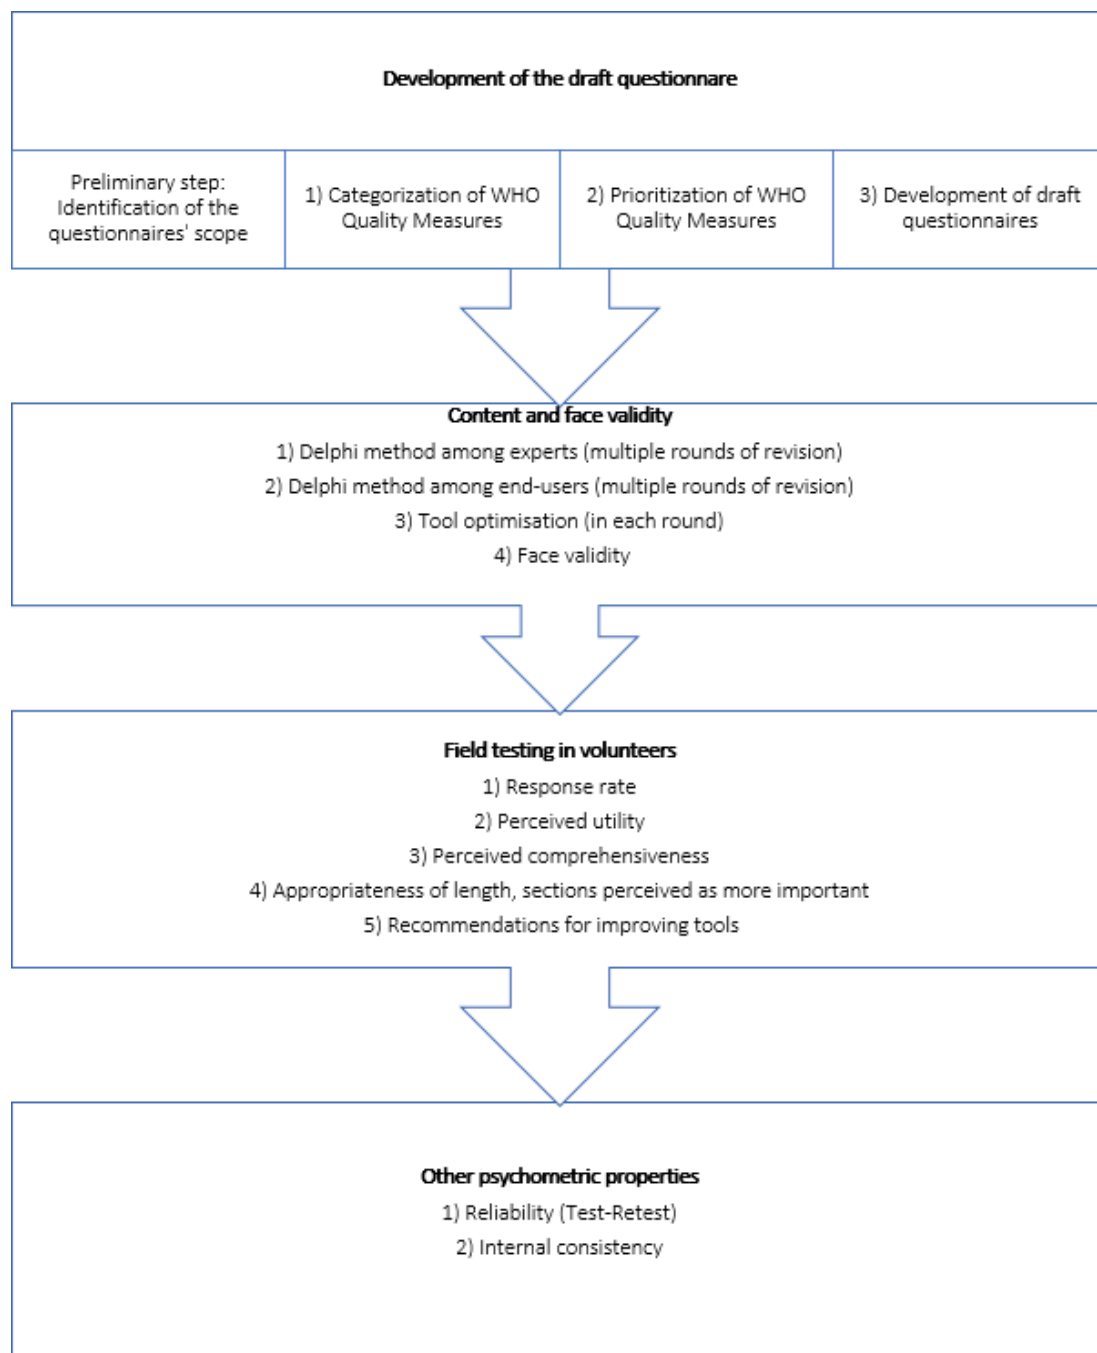 Development of the draft questionnare
Preliminary step:
Identification of the
questionnaires' scope
1) Categorization of WHO
Quality Measures
2) Prioritization of WHO
Quality Measures
3) Development of draft
questionnaires
Content and face validity
1) Delphi method among experts (multiple rounds of revision)
2) Delphi method among end-users (multiple rounds of revision)
3) Tool optimisation (in each round)
4) Face validity
Field testing in volunteers
1) Response rate
2) Perceived utility
3) Perceived comprehensiveness
4) Appropriateness of length, sections perceived as more important
5) Recommendations for improving tools
Other psychometric properties
1) Reliability (Test-Retest)
2) Internal consistency